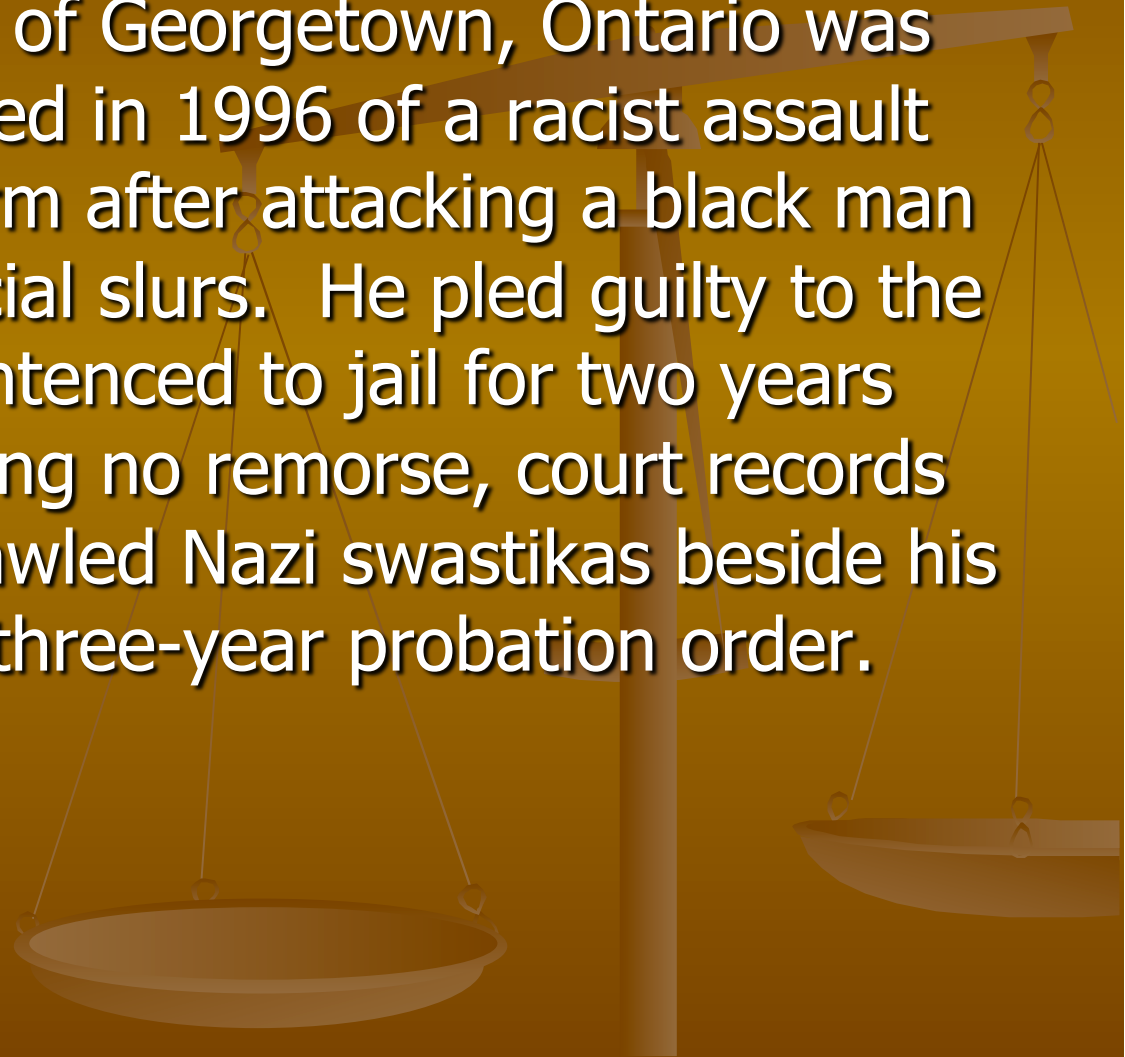 of Georgetown, Ontario was
ed in 1996 of a racist assault
m after attacking a black man
ial slurs.  He pled guilty to the
ntenced to jail for two years
ng no remorse, court records
awled Nazi swastikas beside his
three-year probation order.